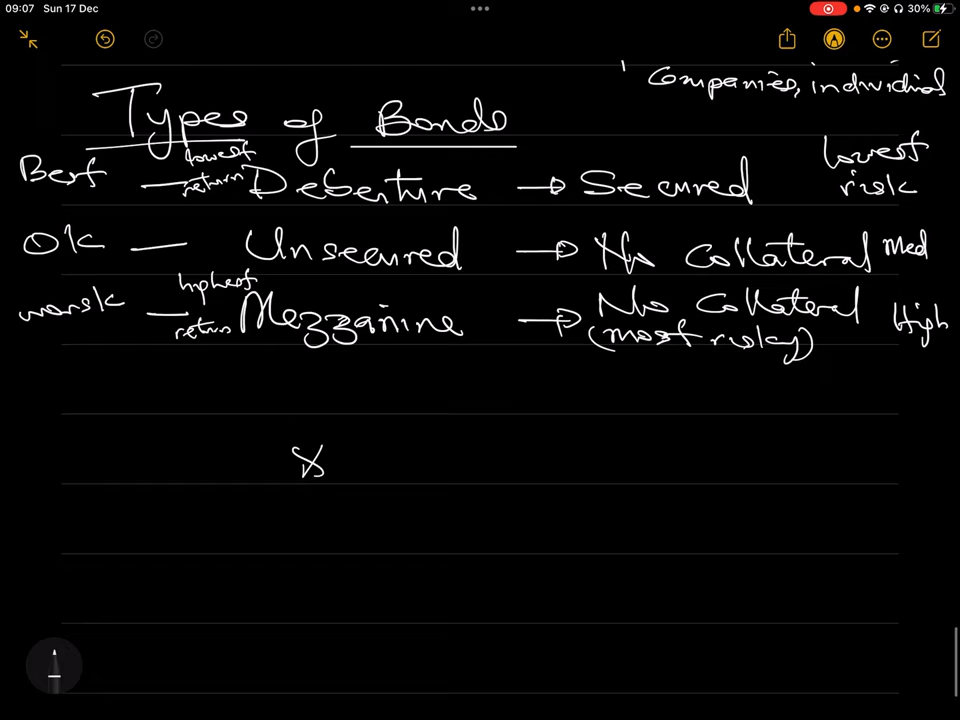 09:07 Sun 17 Dec
30%
Companies, individuals
Types of Bonds
Best — lowest return Debenture → Secured lowest risk
OK — Unsecured → No Collateral Med
worst — highest return Mezzanine → No Collateral High
(most risky)